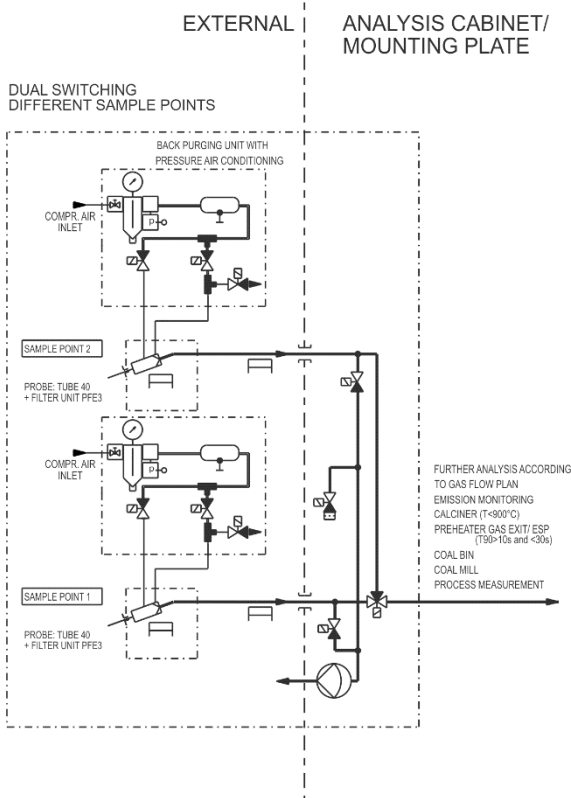 EXTERNAL
ANALYSIS CABINET/
MOUNTING PLATE
DUAL SWITCHING
DIFFERENT SAMPLE POINTS
BACK PURGING UNIT WITH
PRESSURE AIR CONDITIONING
COMPR. AIR
INLET
P
SAMPLE POINT 2
PROBE: TUBE 40
+ FILTER UNIT PFE3
COMPR. AIR
INLET
P
SAMPLE POINT 1
PROBE: TUBE 40
+ FILTER UNIT PFE3
FURTHER ANALYSIS ACCORDING
TO GAS FLOW PLAN
EMISSION MONITORING
CALCINER (T<900°C)
PREHEATER GAS EXIT/ ESP
(T90>10s and <30s)
COAL BIN
COAL MILL
PROCESS MEASUREMENT